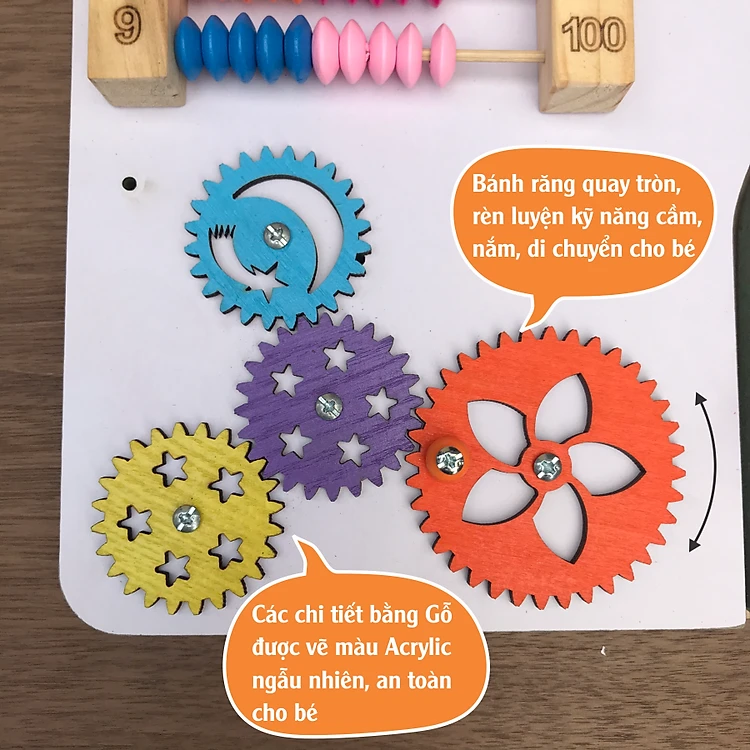 9
100
Bánh răng quay tròn,
rèn luyện kỹ năng cầm,
nắm, di chuyển cho bé
Các chi tiết bằng Gỗ
được vẽ màu Acrylic
ngẫu nhiên, an toàn
cho bé